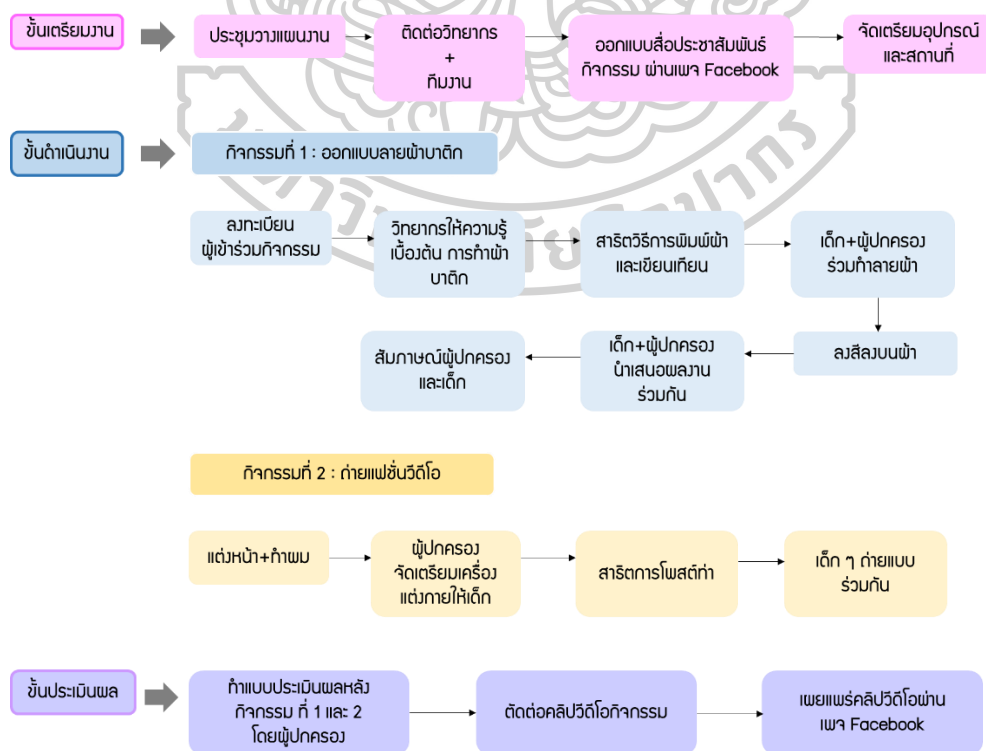 ขั้นเตรียมงาน
ประชุมวางแผนงาน
ติดต่อวิทยากร
+
ทีมงาน
ออกแบบสื่อประชาสัมพันธ์
กิจกรรม ผ่านเพจ Facebook
จัดเตรียมอุปกรณ์
และสถานที่
ขั้นดำเนินงาน
กิจกรรมที่ 1 : ออกแบบลายผ้าบาติก
ลงทะเบียน
ผู้เข้าร่วมกิจกรรม
วิทยากรให้ความรู้
เบื้องต้น การทำผ้า
บาติก
สาธิตวิธีการพิมพ์ผ้า
และเขียนเทียน
เด็ก+ผู้ปกครอง
ร่วมทำลายผ้า
ลงสีลงบนผ้า
เด็ก+ผู้ปกครอง
นำเสนอผลงาน
ร่วมกัน
สัมภาษณ์ผู้ปกครอง
และเด็ก
กิจกรรมที่ 2 : ถ่ายแฟชั่นวีดีโอ
แต่งหน้า+ทำผม
ผู้ปกครอง
จัดเตรียมเครื่อง
แต่งกายให้เด็ก
สาธิตการโพสต์ท่า
เด็ก ๆ ถ่ายแบบ
ร่วมกัน
ขั้นประเมินผล
ทำแบบประเมินผลหลัง
กิจกรรม ที่ 1 และ 2
โดยผู้ปกครอง
ตัดต่อคลิปวีดีโอกิจกรรม
เผยแพร่คลิปวีดีโอผ่าน
เพจ Facebook